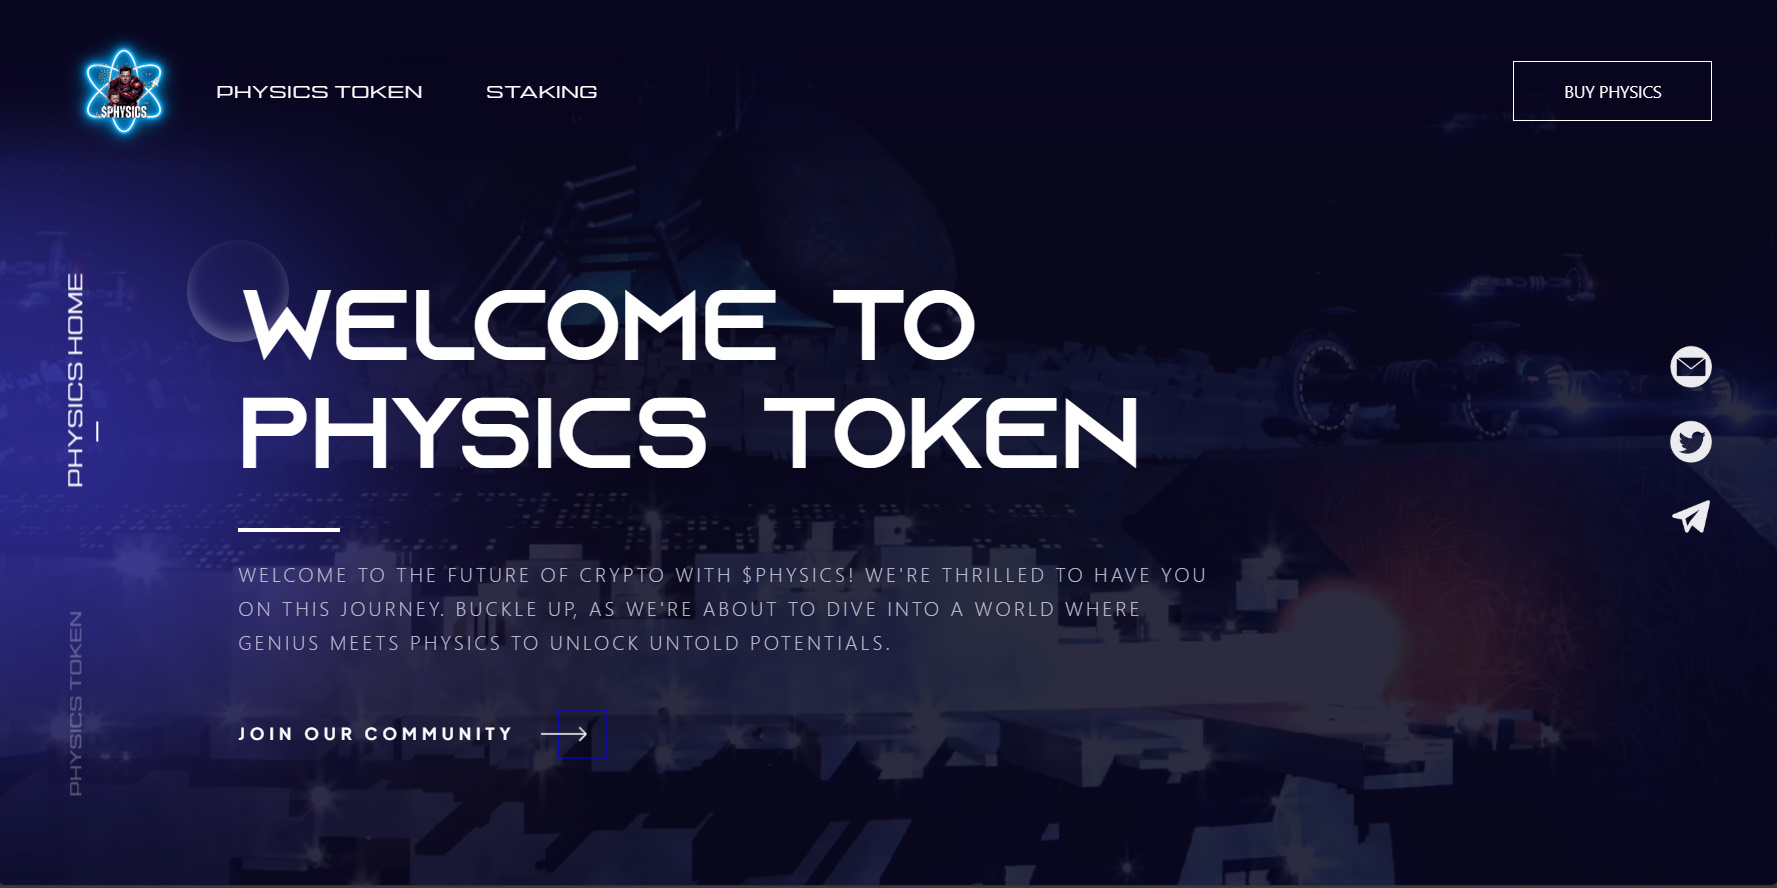 $PHYSICS
PHYSICS TOKEN
STAKING
BUY PHYSICS
PHYSICS HOME
PHYSICS TOKEN
WELCOME TO
PHYSICS TOKEN
WELCOME TO THE FUTURE OF CRYPTO WITH $PHYSICS! WE'RE THRILLED TO HAVE YOU
ON THIS JOURNEY. BUCKLE UP, AS WE'RE ABOUT TO DIVE INTO A WORLD WHERE
GENIUS MEETS PHYSICS TO UNLOCK UNTOLD POTENTIALS.
JOIN OUR COMMUNITY